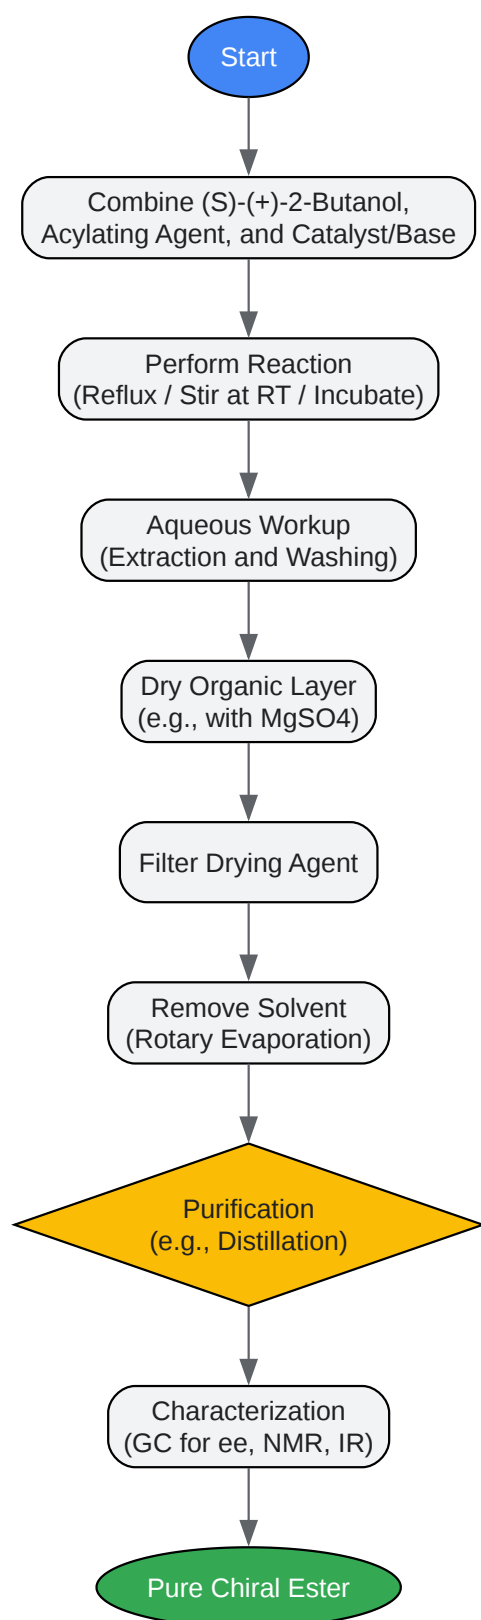 Start
Combine (S)-(+)-2-Butanol,
Acylating Agent, and Catalyst/Base
Perform Reaction
(Reflux / Stir at RT / Incubate)
Aqueous Workup
(Extraction and Washing)
Dry Organic Layer
(e.g., with MgSO4)
Filter Drying Agent
Remove Solvent
(Rotary Evaporation)
Purification
(e.g., Distillation)
Characterization
(GC for ee, NMR, IR)
Pure Chiral Ester